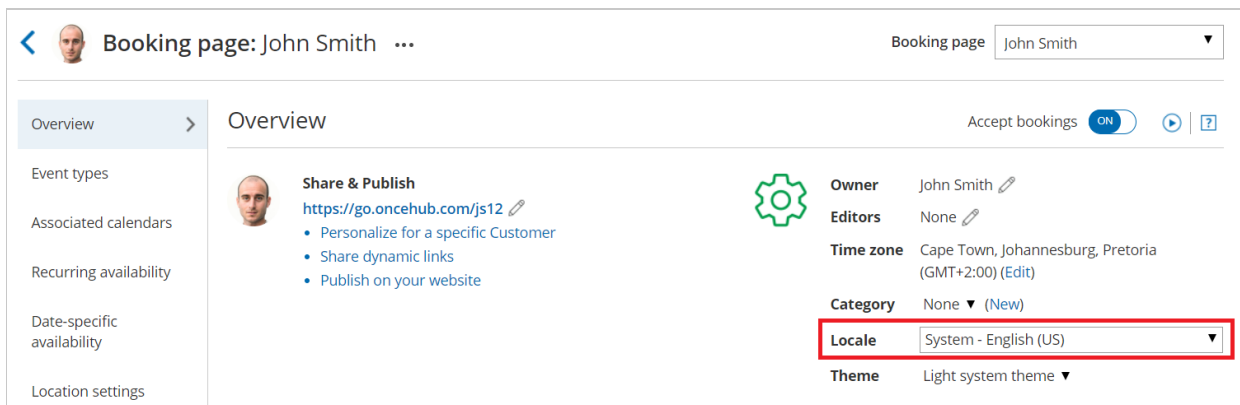 Booking page: John Smith ...
Booking page John Smith
Overview
Event types
Associated calendars
Recurring availability
Date-specific
availability
Location settings
Overview
Accept bookings ON
?
Share & Publish
https://go.oncehub.com/js12
• Personalize for a specific Customer
• Share dynamic links
• Publish on your website
Owner John Smith
Editors None
Time zone Cape Town, Johannesburg, Pretoria
(GMT+2:00) (Edit)
Category None ▼ (New)
Locale System - English (US) ▼
Theme Light system theme ▼